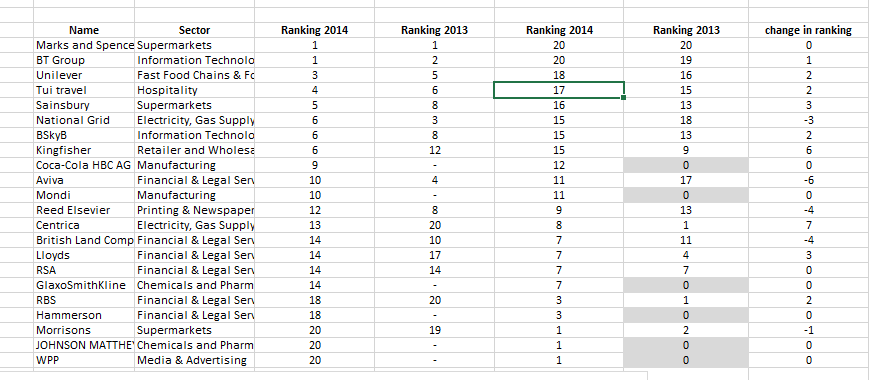 Name Sector Ranking 2014 Ranking 2013 Ranking 2014 Ranking 2013 change in ranking
Marks and Spence Supermarkets 1 1 20 20 0
BT Group Information Technolo 1 2 20 19 1
Unilever Fast Food Chains & Fo 3 5 18 16 2
Tui travel Hospitality 4 6 17 15 2
Sainsbury Supermarkets 5 8 16 13 3
National Grid Electricity, Gas Supply 6 3 15 18 -3
BSkyB Information Technolo 6 8 15 13 2
Kingfisher Retailer and Wholesa 6 12 15 9 6
Coca-Cola HBC AG Manufacturing 9 - 12 0 0
Aviva Financial & Legal Serv 10 4 11 17 -6
Mondi Manufacturing 10 - 11 0 0
Reed Elsevier Printing & Newspaper 12 8 9 13 -4
Centrica Electricity, Gas Supply 13 20 8 1 7
British Land Comp Financial & Legal Serv 14 10 7 11 -4
Lloyds Financial & Legal Serv 14 17 7 4 3
RSA Financial & Legal Serv 14 14 7 7 0
GlaxoSmithKline Chemicals and Pharm 14 - 7 0 0
RBS Financial & Legal Serv 18 20 3 1 2
Hammerson Financial & Legal Serv 18 - 3 0 0
Morrisons Supermarkets 20 19 1 2 -1
JOHNSON MATTHEY Chemicals and Pharm 20 - 1 0 0
WPP Media & Advertising 20 - 1 0 0